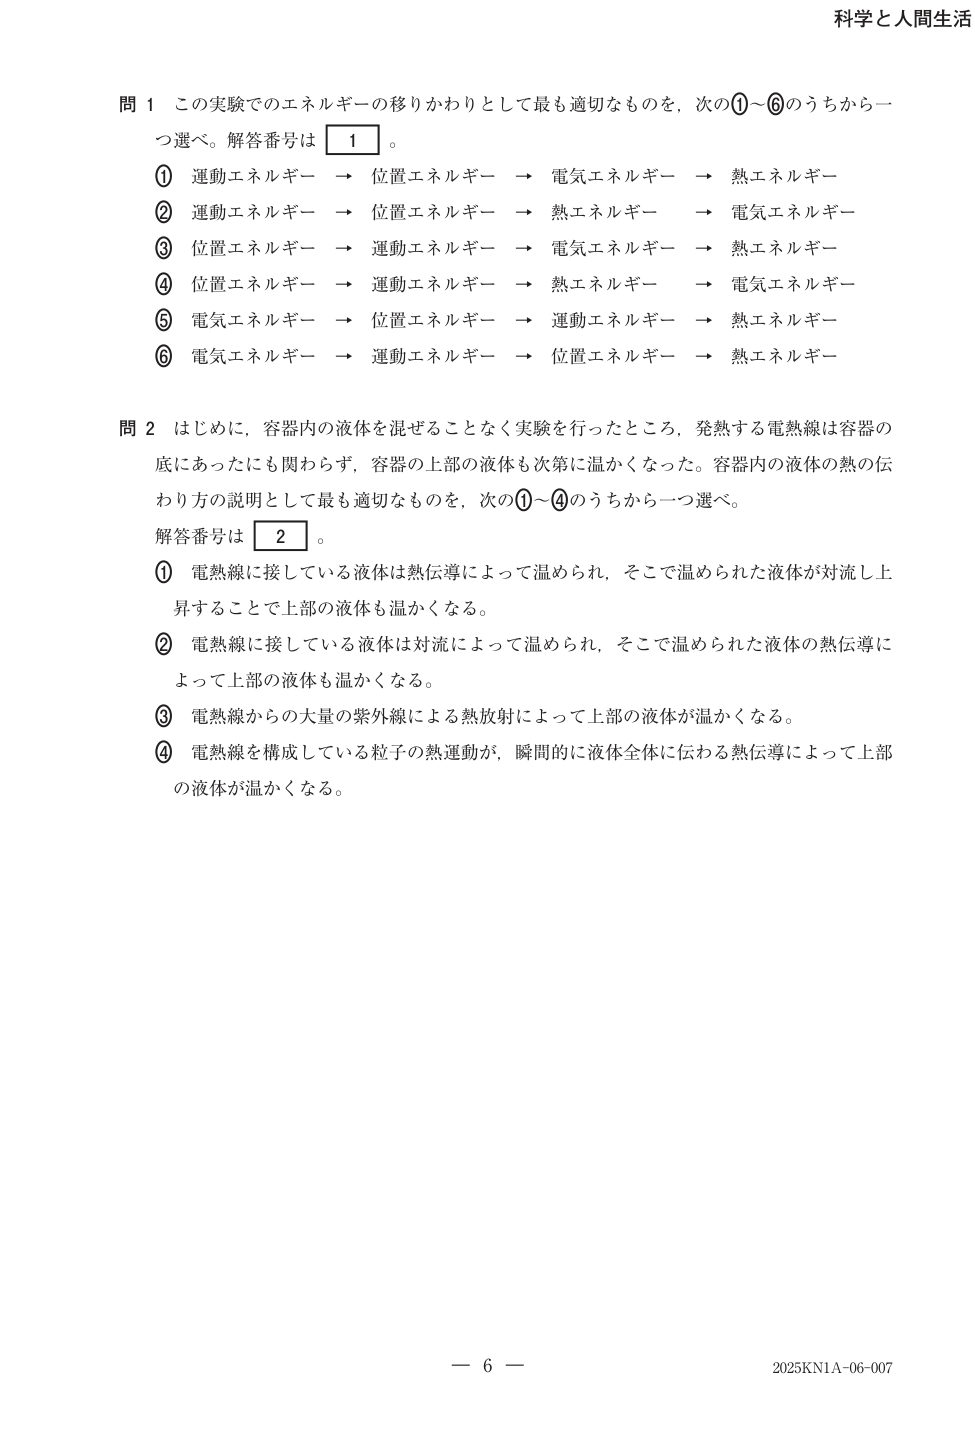 科学と人間生活
問 1 この実験でのエネルギーの移りかわりとして最も適切なものを，次の①～⑥のうちから一
つ選べ。解答番号は 1 。
① 運動エネルギー → 位置エネルギー → 電気エネルギー → 熱エネルギー
② 運動エネルギー → 位置エネルギー → 熱エネルギー → 電気エネルギー
③ 位置エネルギー → 運動エネルギー → 電気エネルギー → 熱エネルギー
④ 位置エネルギー → 運動エネルギー → 熱エネルギー → 電気エネルギー
⑤ 電気エネルギー → 位置エネルギー → 運動エネルギー → 熱エネルギー
⑥ 電気エネルギー → 運動エネルギー → 位置エネルギー → 熱エネルギー
問 2 はじめに，容器内の液体を混ぜることなく実験を行ったところ，発熱する電熱線は容器の
底にあったにも関わらず，容器の上部の液体も次第に温かくなった。容器内の液体の熱の伝
わり方の説明として最も適切なものを，次の①～④のうちから一つ選べ。
解答番号は 2 。
① 電熱線に接している液体は熱伝導によって温められ，そこで温められた液体が対流し上
昇することで上部の液体も温かくなる。
② 電熱線に接している液体は対流によって温められ，そこで温められた液体の熱伝導に
よって上部の液体も温かくなる。
③ 電熱線からの大量の紫外線による熱放射によって上部の液体が温かくなる。
④ 電熱線を構成している粒子の熱運動が，瞬間的に液体全体に伝わる熱伝導によって上部
の液体が温かくなる。
― 6 ―
2025KN1A-06-007